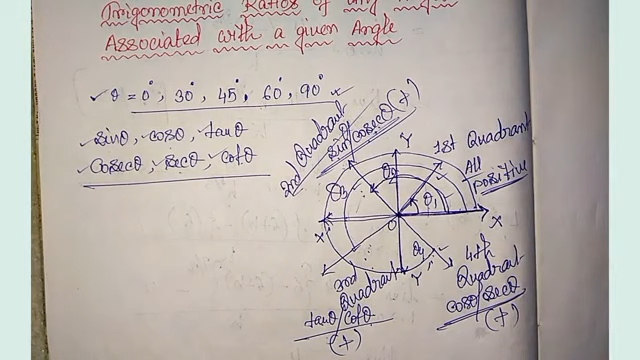 Trigonometric Ratios of any
Associated with a given Angle
θ = 0°, 30°, 45°, 60°, 90°
sinθ, cosθ, tanθ
Cosecθ, secθ, cotθ
2nd Quadrant
sinθ/cosecθ (+)
Y
1st Quadrant
All
Positive
θ3
θ2
θ1
X'
O
X
θ4
Y'
3rd
Quadrant
tanθ/cotθ
(+)
4th
Quadrant
cosθ/secθ
(+)